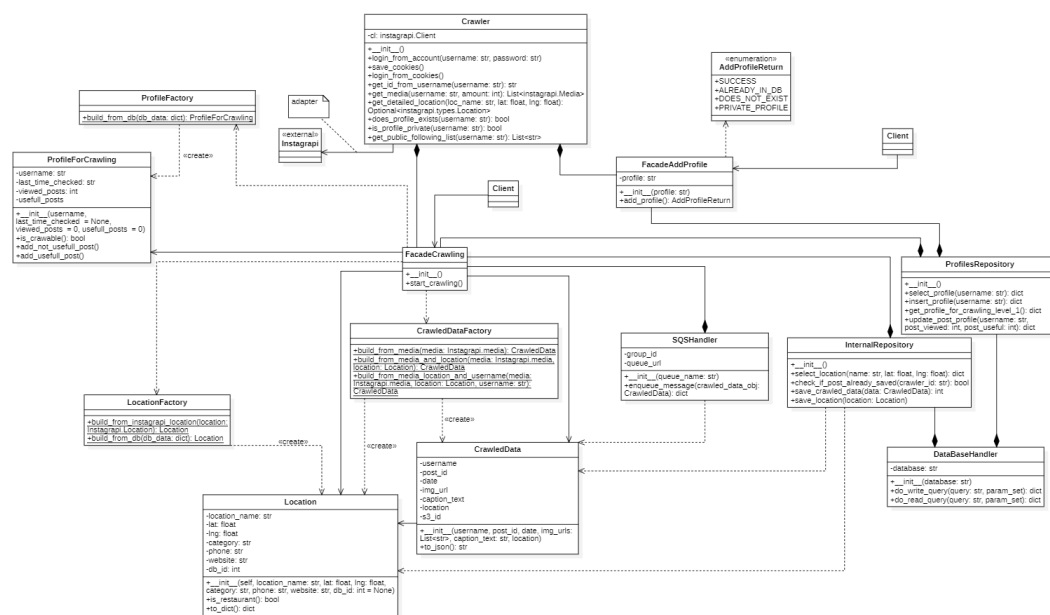 Crawler
-cl: instagrapi.Client
+__init__()
+login_from_account(username: str, password: str)
+save_cookies()
+login_from_cookies()
+get_id_from_username(username: str): str
+get_media(username: str, amount: int): List<instagrapi.Media>
+get_detailed_location(loc_name: str, lat: float, lng: float):
Optional<instagrapi.types.Location>
+does_profile_exists(username: str): bool
+is_profile_private(username: str): bool
+get_public_following_list(username: str): List<str>
«enumeration»
AddProfileReturn
+SUCCESS
+ALREADY_IN_DB
+DOES_NOT_EXIST
+PRIVATE_PROFILE
ProfileFactory
+build_from_db(db_data: dict): ProfileForCrawling
adapter
«external»
Instagrapi
«create»
Client
ProfileForCrawling
-username: str
-last_time_checked: str
-viewed_posts: int
-usefull_posts
+__init__(username,
last_time_checked = None,
viewed_posts = 0, usefull_posts = 0)
+is_crawable(): bool
+add_not_usefull_post()
+add_usefull_post()
FacadeAddProfile
-profile: str
+__init__(profile: str)
+add_profile(): AddProfileReturn
Client
FacadeCrawling
+__init__()
+start_crawling()
ProfilesRepository
+__init__()
+select_profile(username: str): dict
+insert_profile(username: str): dict
+get_profile_for_crawling_level_1(): dict
+update_post_profile(username: str,
post_viewed: int, post_useful: int): dict
CrawledDataFactory
+build_from_media(media: Instagrapi.media): CrawledData
+build_from_media_and_location(media: Instagrapi.media,
location: Location): CrawledData
+build_from_media_location_and_username(media:
Instagrapi.media, location: Location, username: str):
CrawledData
SQSHandler
-group_id
-queue_url
+__init__(queue_name: str)
+enqueue_message(crawled_data_obj:
CrawledData): dict
InternalRepository
+__init__()
+select_location(name: str, lat: float, lng: float): dict
+check_if_post_already_saved(crawler_id: str): bool
+save_crawled_data(data: CrawledData): int
+save_location(location: Location)
LocationFactory
+build_from_instagrapi_location(location:
Instagrapi.Location): Location
+build_from_db(db_data: dict): Location
«create»
«create»
«create»
CrawledData
-username
-post_id
-date
-img_url
-caption_text
-location
-s3_id
+__init__(username, post_id, date, img_urls:
List<str>, caption_text: str, location)
+to_json(): str
DataBaseHandler
-database: str
+__init__(database: str)
+do_write_query(query: str, param_set): dict
+do_read_query(query: str, param_set): dict
Location
-location_name: str
-lat: float
-lng: float
-category: str
-phone: str
-website: str
-db_id: int
+__init__(self, location_name: str, lat: float, lng: float,
category: str, phone: str, website: str, db_id: int = None)
+is_restaurant(): bool
+to_dict(): dict